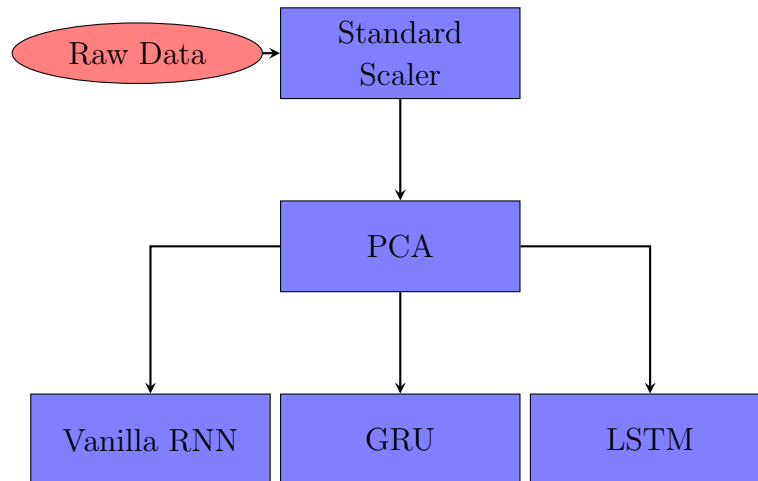 Raw Data
Standard
Scaler
PCA
Vanilla RNN
GRU
LSTM